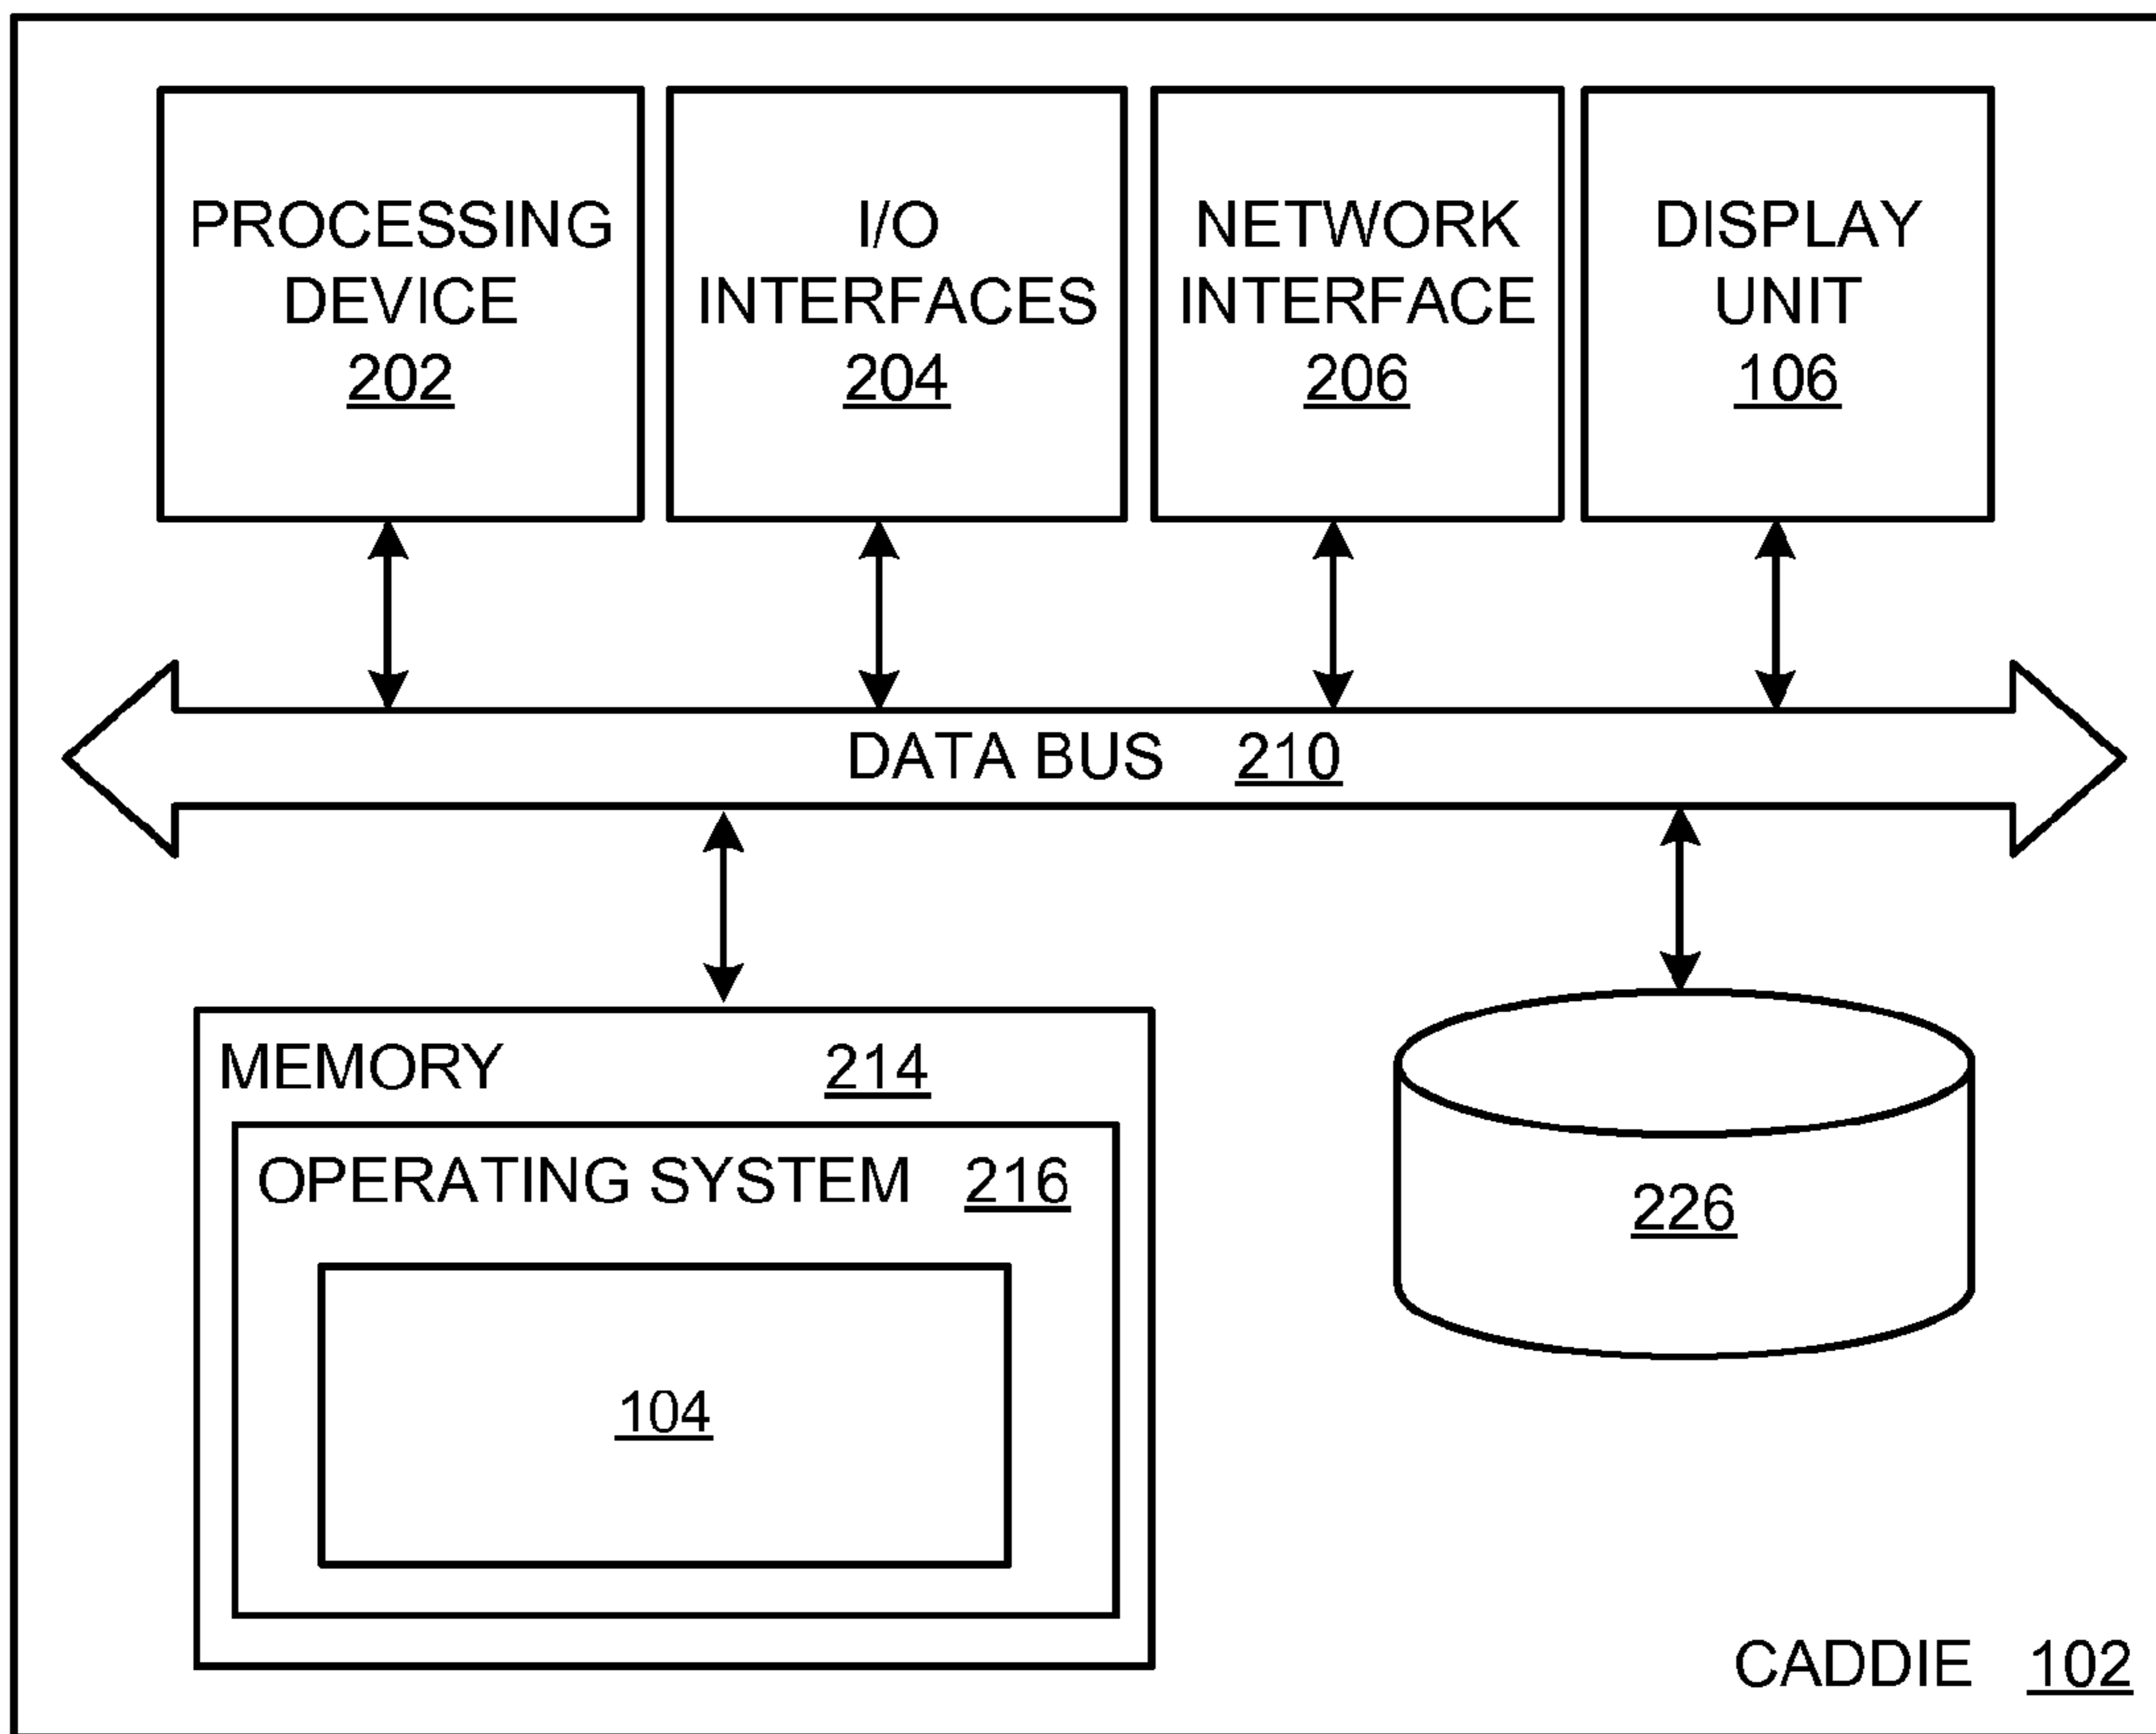 PROCESSING
DEVICE
202
I/O
INTERFACES
204
NETWORK
INTERFACE
206
DISPLAY
UNIT
106
DATA BUS 210
MEMORY 214
OPERATING SYSTEM 216
104
226
CADDIE 102